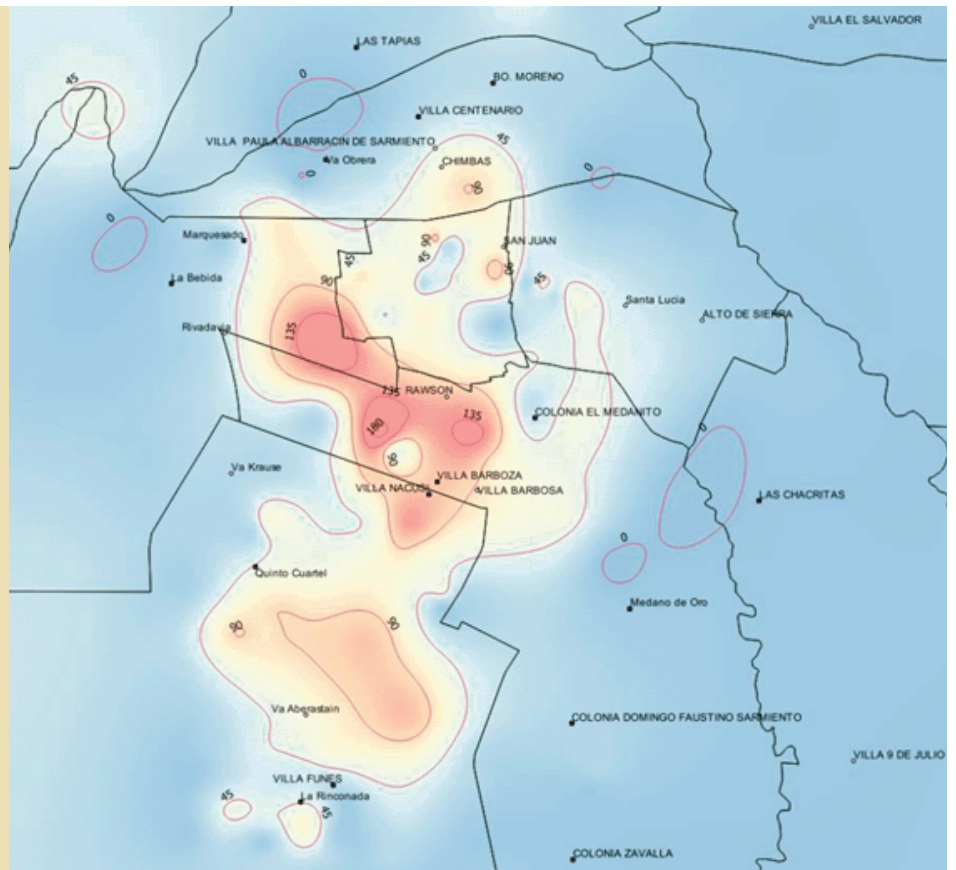 VILLA EL SALVADOR
LAS TAPIAS
45
0
BO. MORENO
VILLA CENTENARIO
VILLA PAULA ALBARRACIN DE SARMIENTO
45
Va Obrera
0
CHIMBAS
0
90
0
Marquesado
90
SAN JUAN
45
45
90
La Bebida
90
45
Santa Lucia
ALTO DE SIERRA
Rivadavia
135
135
RAWSON
135
COLONIA EL MEDANITO
180
0
90
Va Krause
VILLA BARBOZA
VILLA NACUSI
VILLA BARBOSA
LAS CHACRITAS
0
Quinto Cuartel
Medano de Oro
90
90
Va Aberastain
COLONIA DOMINGO FAUSTINO SARMIENTO
VILLA 9 DE JULIO
VILLA FUNES
La Rinconada
45
45
COLONIA ZAVALLA